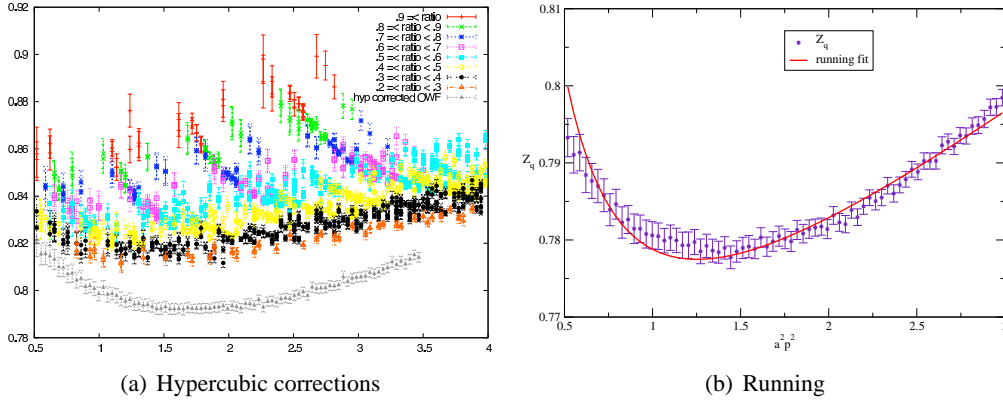 0.92
0.9
0.88
0.86
0.84
0.82
0.8
0.78
0.5 1 1.5 2 2.5 3 3.5 4
.9 =< ratio
.8 =< ratio < .9
.7 =< ratio < .8
.6 =< ratio < .7
.5 =< ratio < .6
.4 =< ratio < .5
.3 =< ratio < .4
.2 =< ratio < .3
hyp corrected OWF
(a) Hypercubic corrections
0.81
0.8
0.79
0.78
0.77
Z_q
Z_q
running fit
0.5 1 1.5 2 2.5 3
a²p²
(b) Running